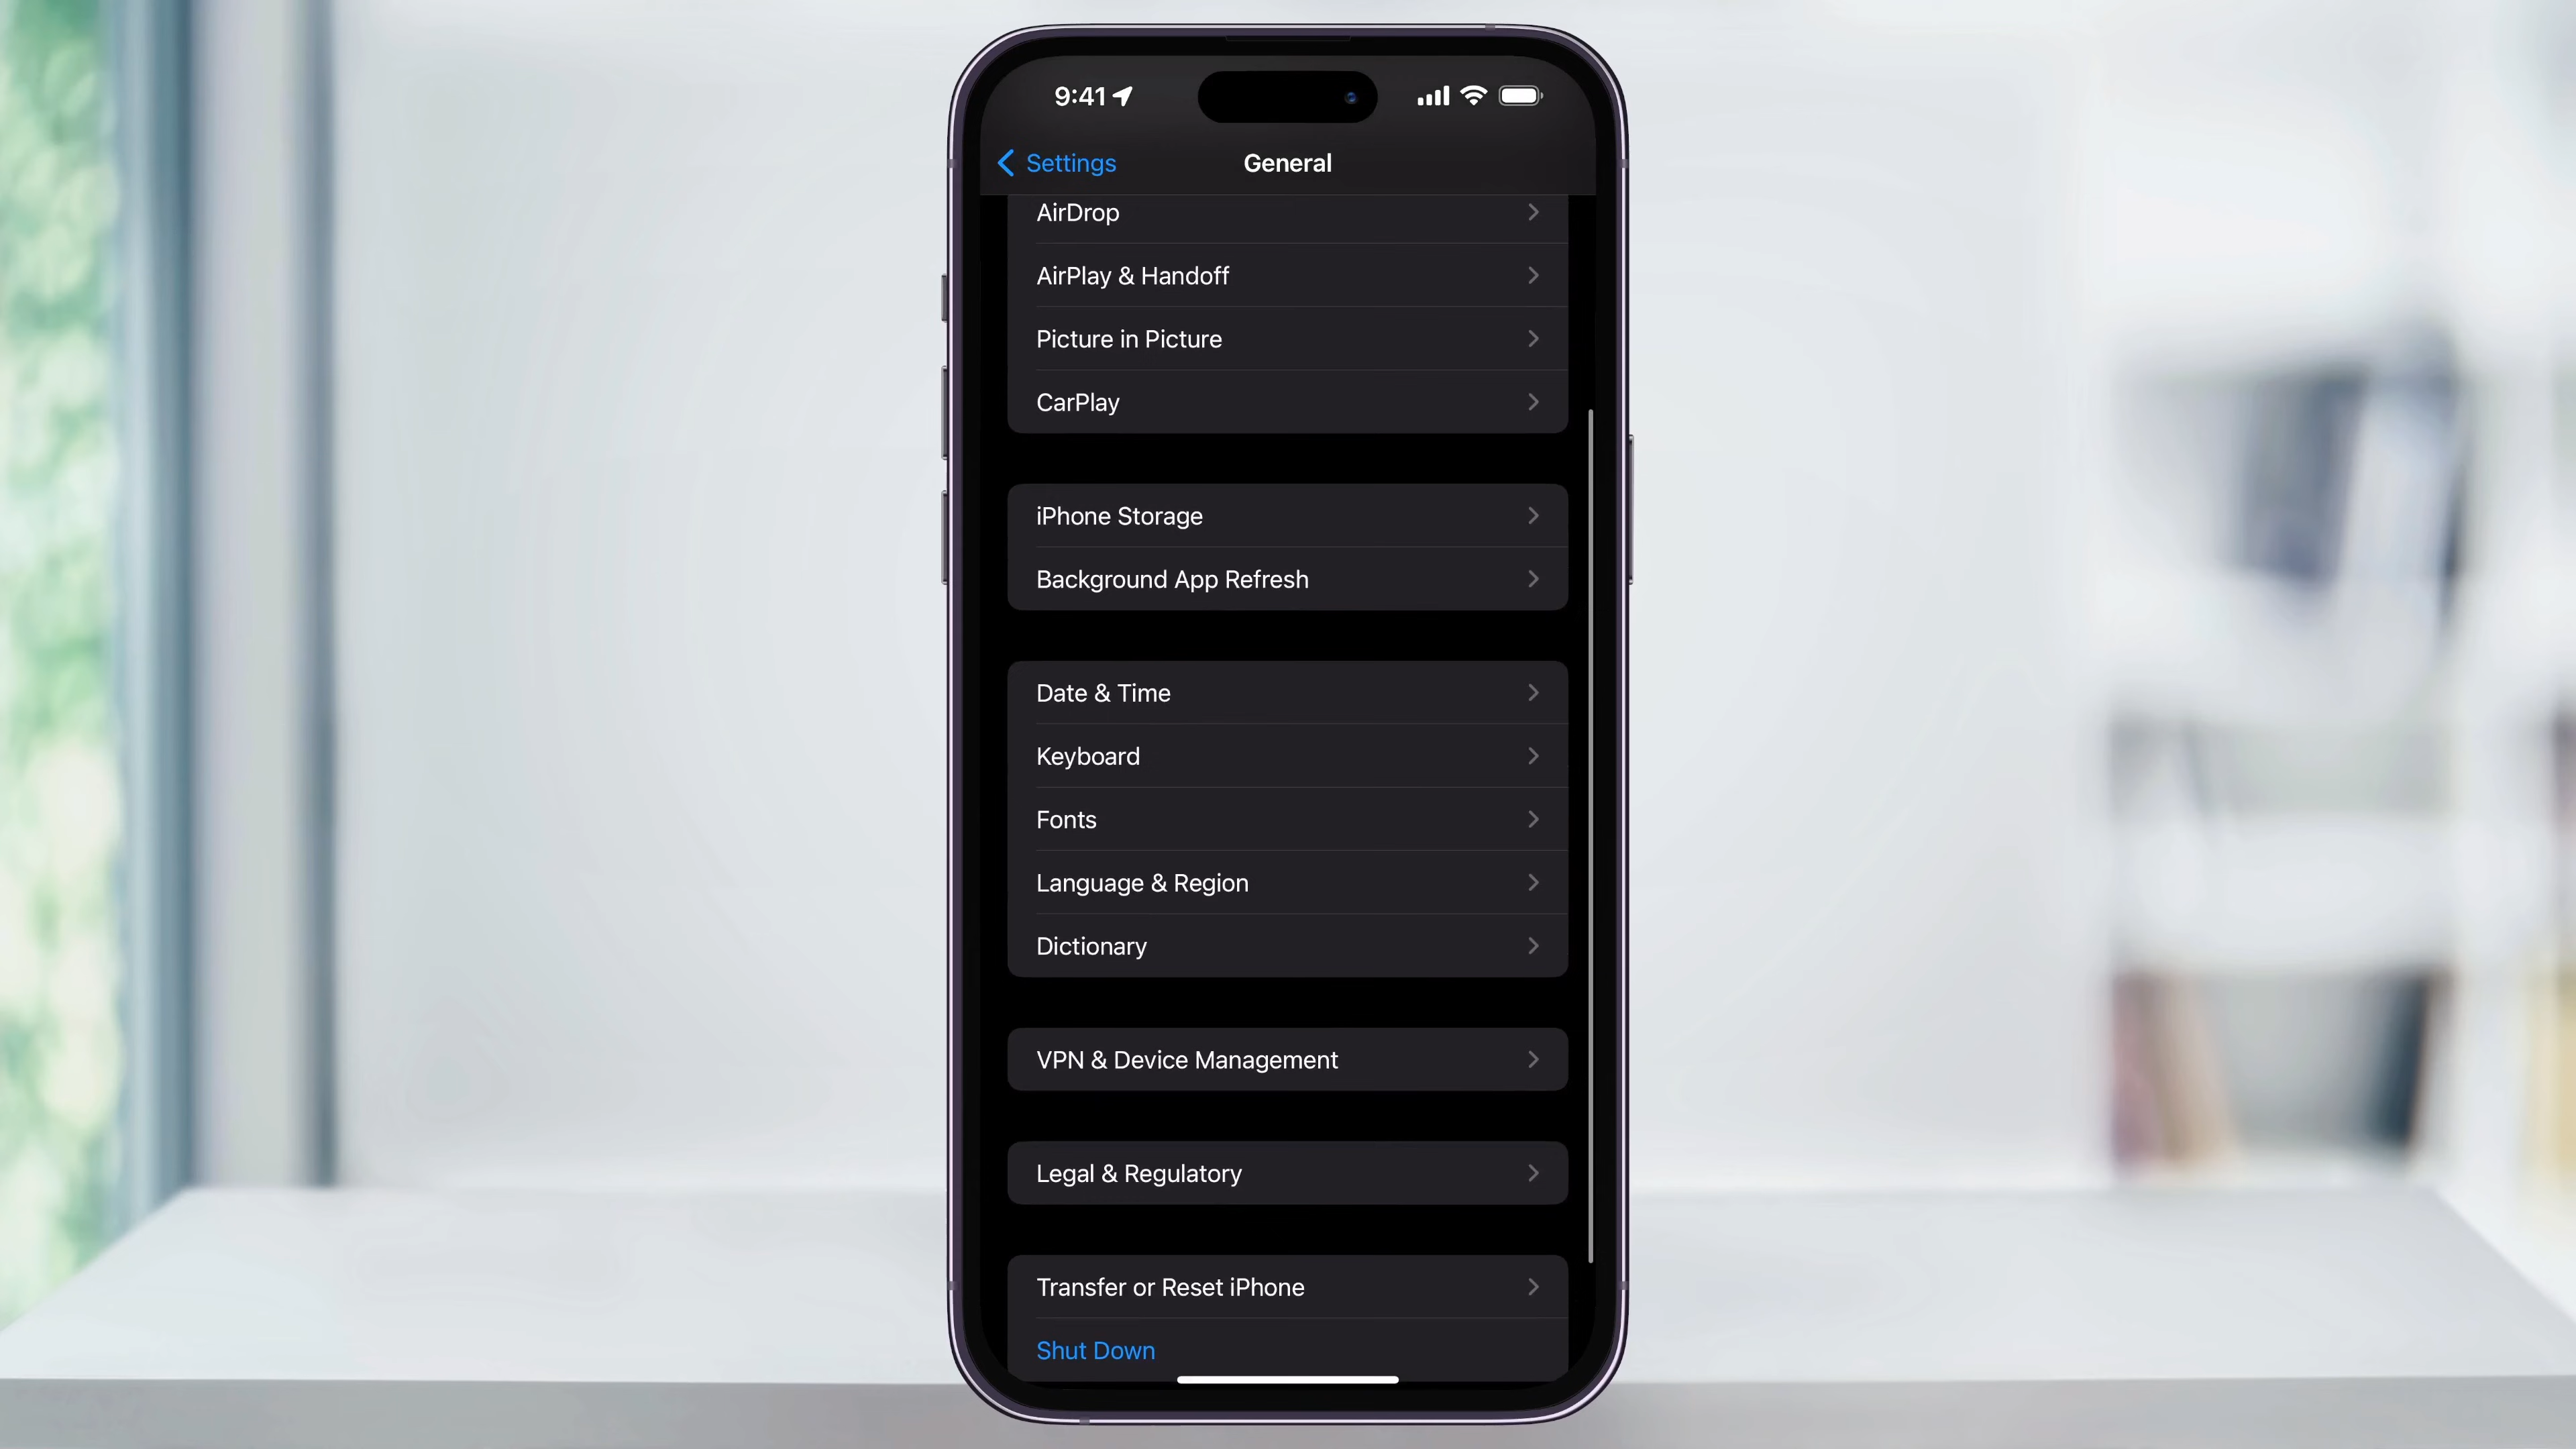 9:41
Settings
General
AirDrop
AirPlay & Handoff
Picture in Picture
CarPlay
iPhone Storage
Background App Refresh
Date & Time
Keyboard
Fonts
Language & Region
Dictionary
VPN & Device Management
Legal & Regulatory
Transfer or Reset iPhone
Shut Down